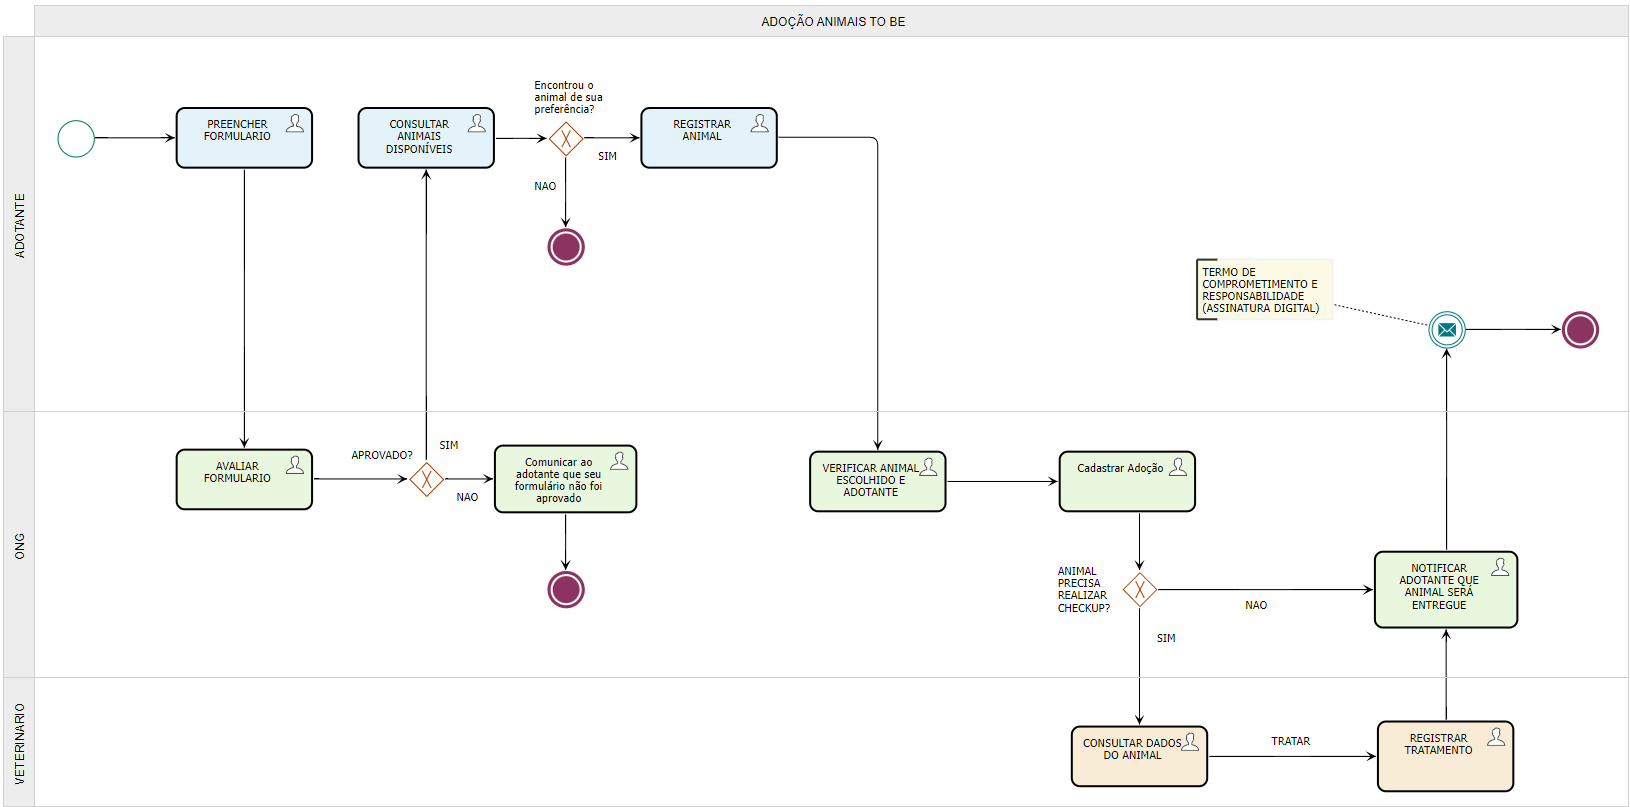 ADOÇÃO ANIMAIS TO BE
ADOTANTE
PREENCHER
FORMULARIO
CONSULTAR
ANIMAIS
DISPONÍVEIS
Encontrou o
animal de sua
preferência?
SIM
NAO
REGISTRAR
ANIMAL
TERMO DE
COMPROMETIMENTO E
RESPONSABILIDADE
(ASSINATURA DIGITAL)
ONG
AVALIAR
FORMULARIO
APROVADO?
SIM
NAO
Comunicar ao
adotante que seu
formulário não foi
aprovado
VERIFICAR ANIMAL
ESCOLHIDO E
ADOTANTE
Cadastrar Adoção
ANIMAL
PRECISA
REALIZAR
CHECKUP?
NAO
SIM
NOTIFICAR
ADOTANTE QUE
ANIMAL SERÁ
ENTREGUE
VETERINARIO
CONSULTAR DADOS
DO ANIMAL
TRATAR
REGISTRAR
TRATAMENTO